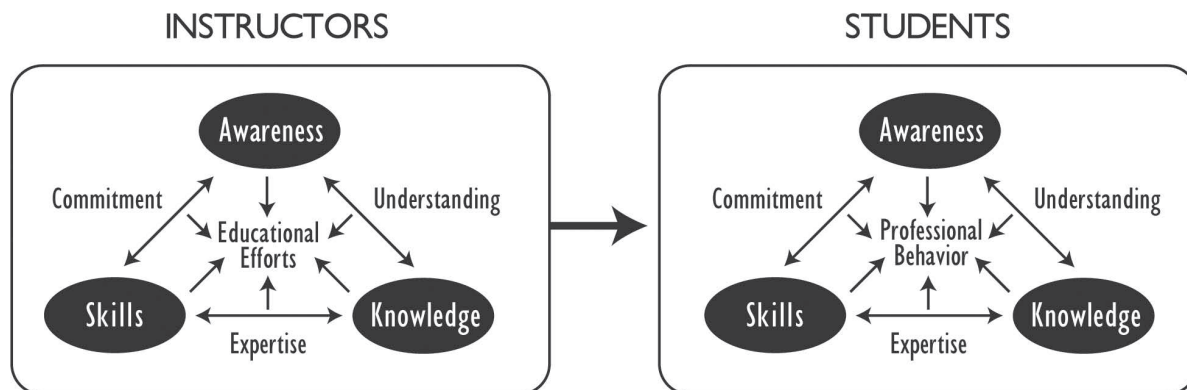 INSTRUCTORS
Awareness
Commitment
Understanding
Educational
Efforts
Skills
Knowledge
Expertise
STUDENTS
Awareness
Commitment
Understanding
Professional
Behavior
Skills
Knowledge
Expertise